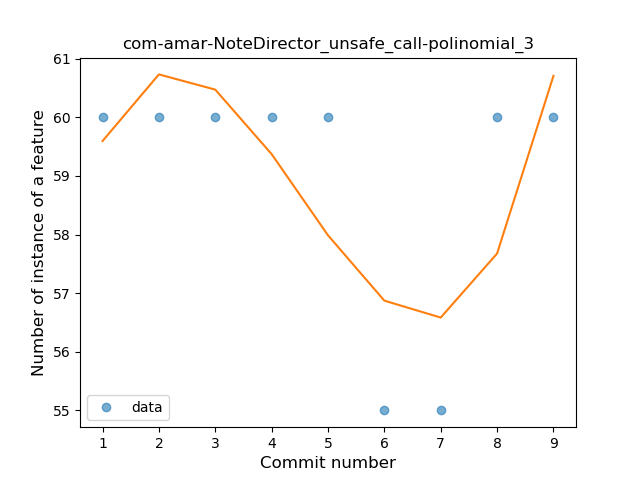 com-amar-NoteDirector_unsafe_call-polinomial_3
Number of instance of a feature
61
60
59
58
57
56
55
data
1 2 3 4 5 6 7 8 9
Commit number